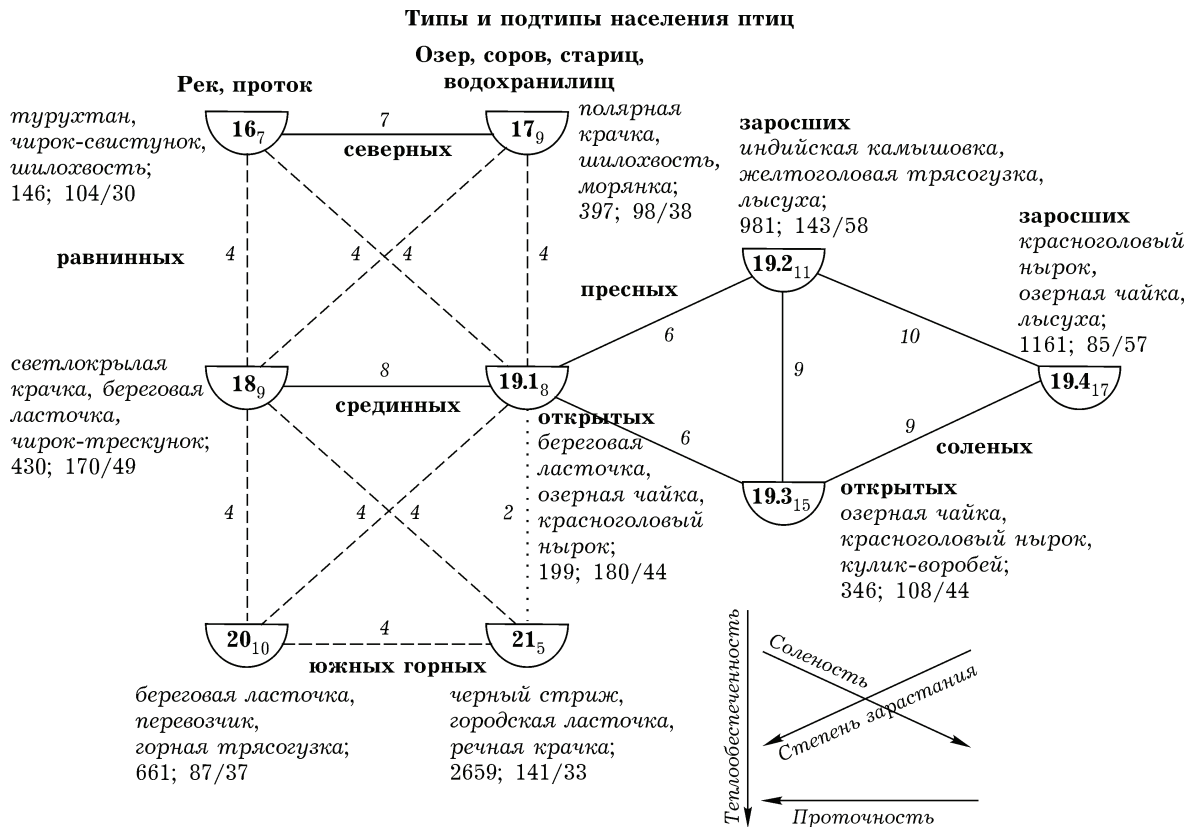 Типы и подтипы населения птиц
Рек, проток
Озер, соров, стариц,
водохранилищ
турухтан,
чирок-свистунок,
шилохвость;
146; 104/30
16₇
7
северных
17₉
полярная
крачка,
шилохвость,
морянка;
397; 98/38
заросших
индийская камышовка,
желтоголовая трясогузка,
лысуха;
981; 143/58
19.2₁₁
заросших
красноголовый
нырок,
озерная чайка,
лысуха;
1161; 85/57
19.4₁₇
равнинных
4
4
4
4
пресных
6
10
9
светлокрылая
крачка, береговая
ласточка,
чирок-трескунок;
430; 170/49
18₉
8
срединных
19.1₈
открытых
береговая
ласточка,
озерная чайка,
красноголовый
нырок;
199; 180/44
6
9
соленых
19.3₁₅
открытых
озерная чайка,
красноголовый нырок,
кулик-воробей;
346; 108/44
4
4
4
2
20₁₀
4
южных горных
21₅
береговая ласточка,
перевозчик,
горная трясогузка;
661; 87/37
черный стриж,
городская ласточка,
речная крачка;
2659; 141/33
Теплообеспеченность
Соленость
Степень зарастания
Проточность